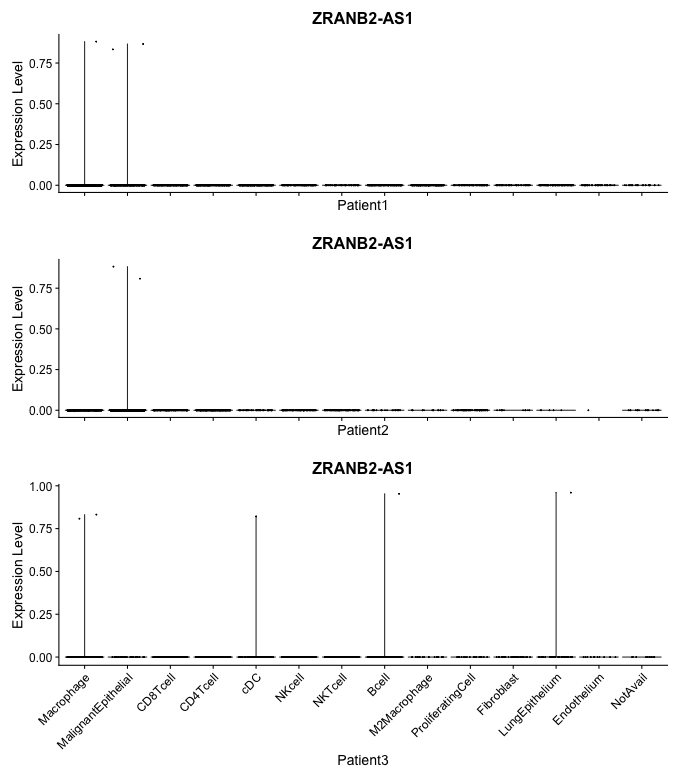 ZRANB2-AS1
Expression Level
0.75
0.50
0.25
0.00
Patient1
ZRANB2-AS1
Expression Level
0.75
0.50
0.25
0.00
Patient2
ZRANB2-AS1
Expression Level
1.00
0.75
0.50
0.25
0.00
Macrophage
MalignantEpithelial
CD8Tcell
CD4Tcell
cDC
NKcell
NKTcell
Bcell
M2Macrophage
ProliferatingCell
Fibroblast
LungEpithelium
Endothelium
NotAvail
Patient3